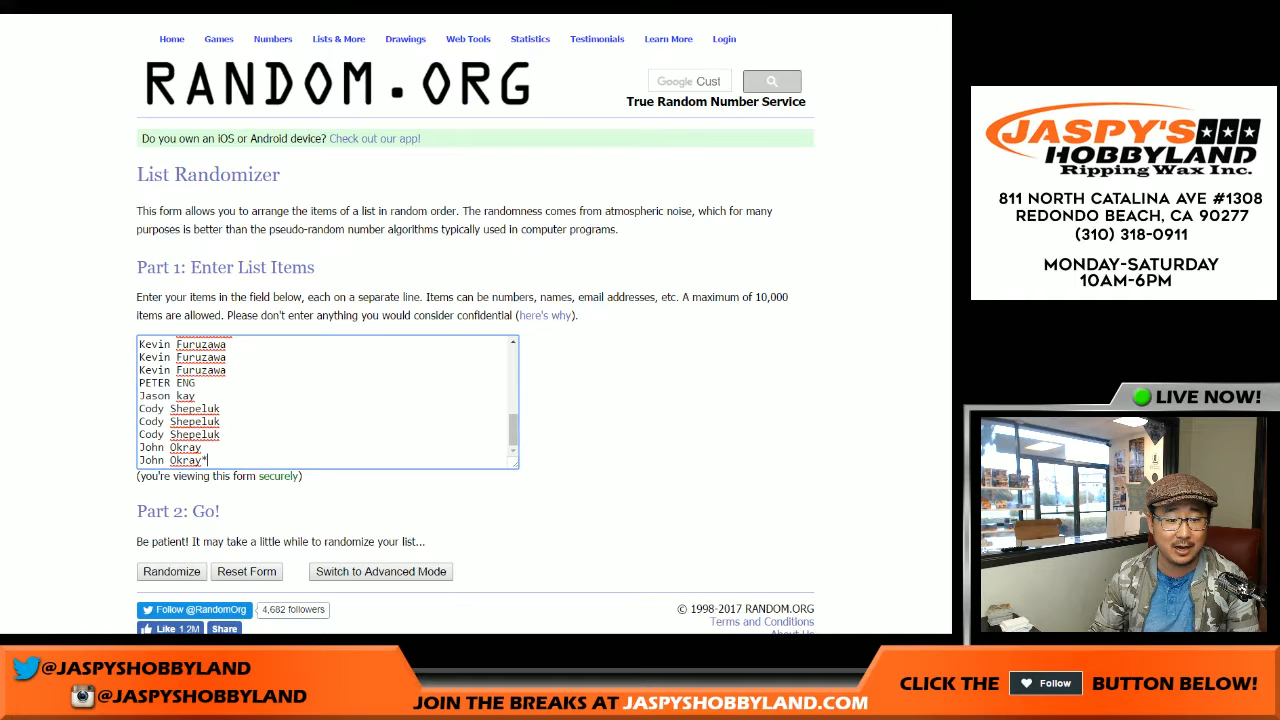 Home Games Numbers Lists & More Drawings Web Tools Statistics Testimonials Learn More Login
RANDOM.ORG
Google Cust
True Random Number Service
Do you own an iOS or Android device? Check out our app!
List Randomizer
This form allows you to arrange the items of a list in random order. The randomness comes from atmospheric noise, which for many
purposes is better than the pseudo-random number algorithms typically used in computer programs.
Part 1: Enter List Items
Enter your items in the field below, each on a separate line. Items can be numbers, names, email addresses, etc. A maximum of 10,000
items are allowed. Please don't enter anything you would consider confidential (here's why).
Kevin Furuzawa
Kevin Furuzawa
Kevin Furuzawa
PETER ENG
Jason kay
Cody Shepeluk
Cody Shepeluk
Cody Shepeluk
John Okray
John Okray*
(you're viewing this form securely)
Part 2: Go!
Be patient! It may take a little while to randomize your list...
Randomize Reset Form Switch to Advanced Mode
Follow @RandomOrg 4,682 followers
Like 1.2M Share
© 1998-2017 RANDOM.ORG
Terms and Conditions
About Us
JASPY'S
HOBBYLAND
Ripping Wax Inc.
811 NORTH CATALINA AVE #1308
REDONDO BEACH, CA 90277
(310) 318-0911
MONDAY-SATURDAY
10AM-6PM
LIVE NOW!
@JASPYSHOBBYLAND
@JASPYSHOBBYLAND
JOIN THE BREAKS AT JASPYSHOBBYLAND.COM
CLICK THE Follow BUTTON BELOW!